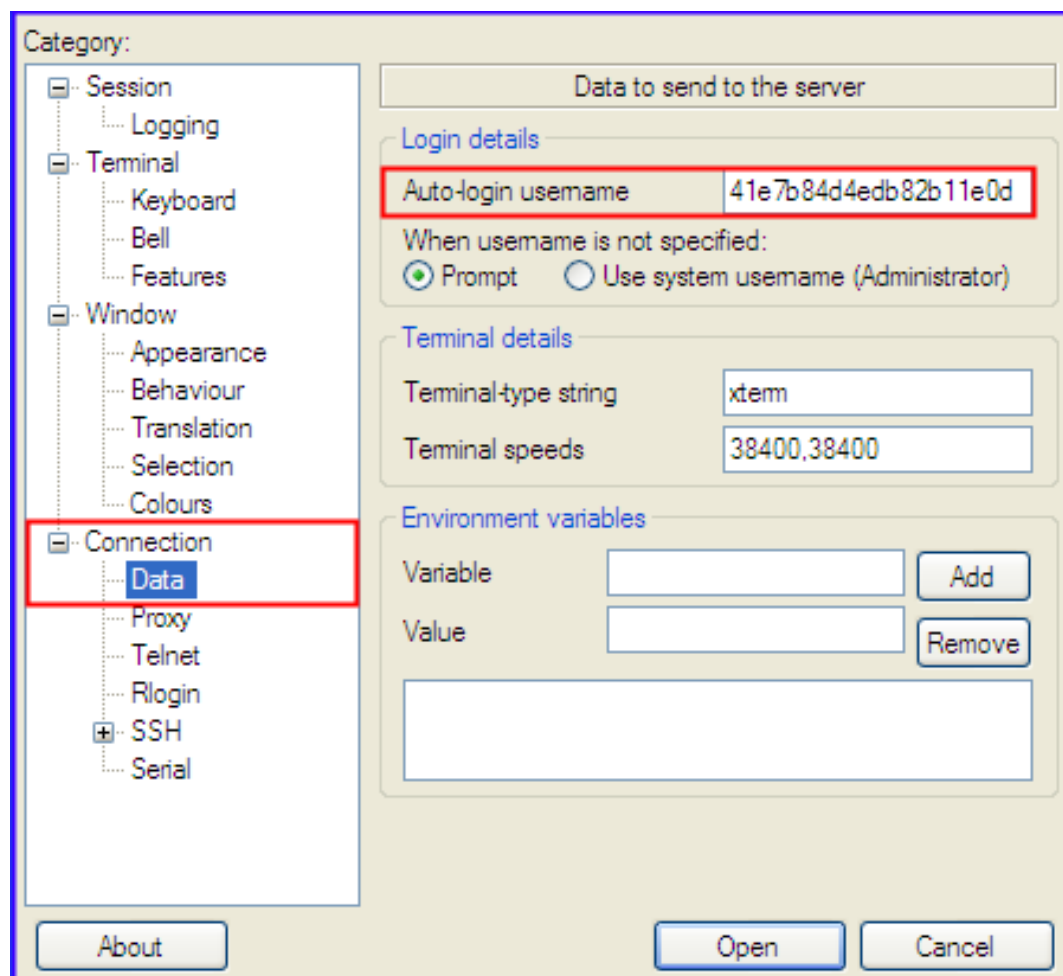 Category:
Session
Logging
Terminal
Keyboard
Bell
Features
Window
Appearance
Behaviour
Translation
Selection
Colours
Connection
Data
Proxy
Telnet
Rlogin
SSH
Serial
Data to send to the server
Login details
Auto-login username 41e7b84d4edb82b11e0d
When username is not specified:
Prompt Use system username (Administrator)
Terminal details
Terminal-type string xterm
Terminal speeds 38400,38400
Environment variables
Variable Add
Value Remove
About Open Cancel